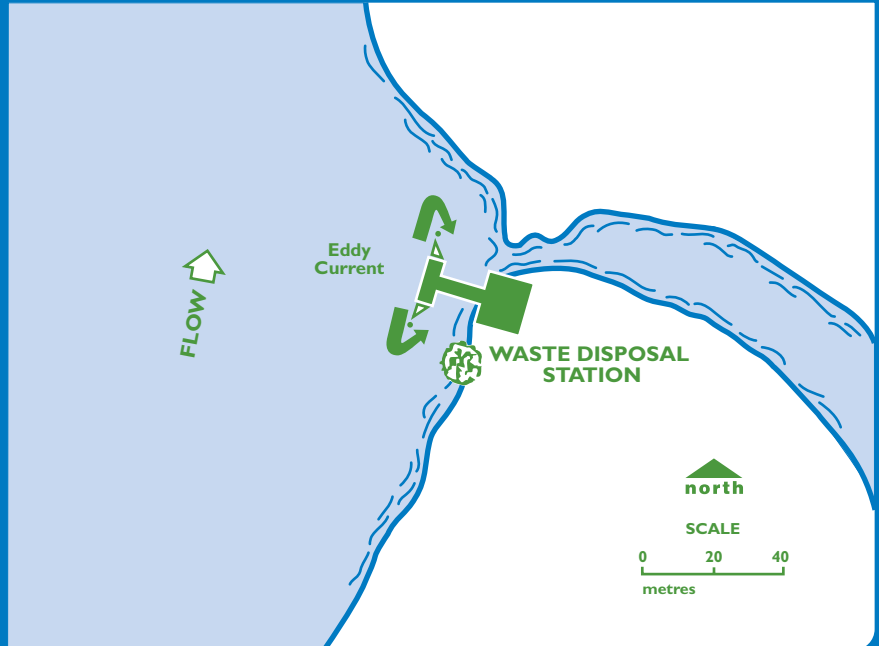 Eddy
Current
FLOW
WASTE DISPOSAL
STATION
north
SCALE
0 20 40
metres